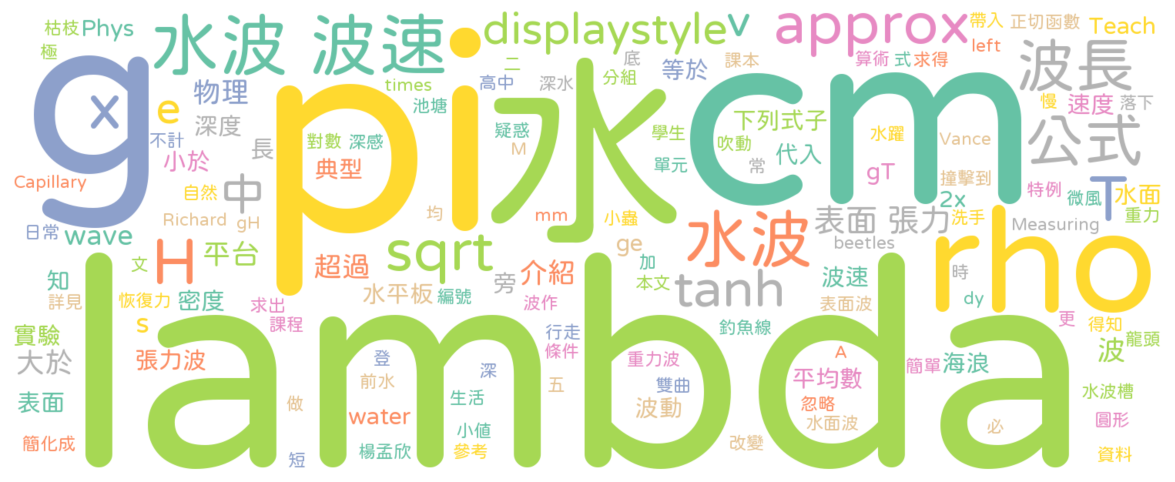 枯枝 Phys 水波 波速 displaystyle v approx 帶入 正切函數 Teach
極 二 底 課本 算術 式 求得 left
g x e 物理 times 高中 深水 分組 等於 波長
不計 深度 長 對數 深感 池塘 疑惑 M 學生 下列式子 吹動 水躍 慢 速度 落下
pi 水 cm 公式
小於 典型 單元 常 代入 gT Vance 撞擊到 特例 微風 T 水面
Capillary 自然 中 均 mm 小蟲 2x 洗手 重力
Richard gH 水波 表面 張力 beetles Measuring
日常 wave H 平台 sqrt ge rho
文 超過 旁 介紹 加 tanh 波速 時
知 詳見 恢復力 密度 水平板 編號 本文 表面波 dy
s 求出 課程 波作 釣魚線 更 得知 龍頭
實驗 大於 張力波 行走 條件 重力波 A 簡單 海浪 波
lambda
登 前水 深 五 雙曲 平均數 水波槽
表面 短 做 water 生活 波動 忽略 水面波 圓形
簡化成 楊孟欣 小值 參考 改變 必 資料